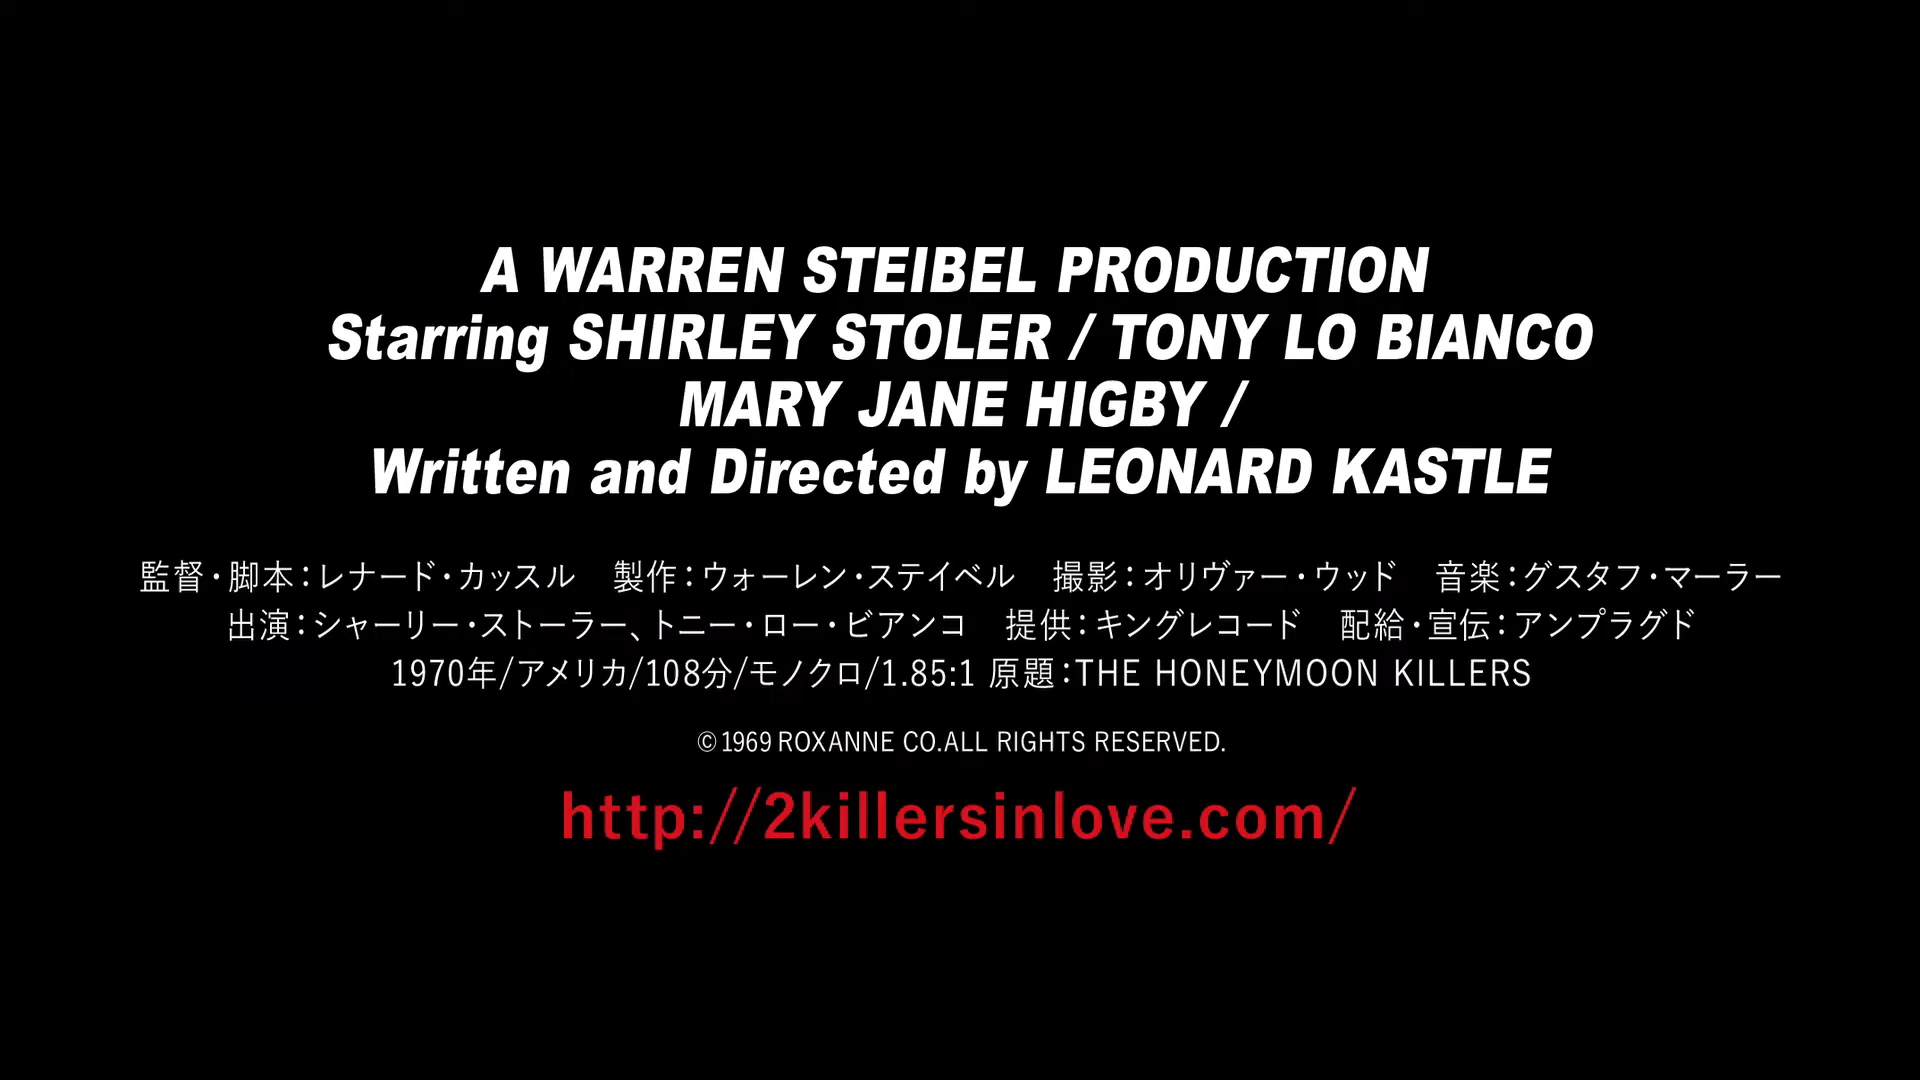 A WARREN STEIBEL PRODUCTION
Starring SHIRLEY STOLER / TONY LO BIANCO
MARY JANE HIGBY /
Written and Directed by LEONARD KASTLE
監督・脚本：レナード・カッスル　製作：ウォーレン・ステイベル　撮影：オリヴァー・ウッド　音楽：グスタフ・マーラー
出演：シャーリー・ストーラー、トニー・ロー・ビアンコ　提供：キングレコード　配給・宣伝：アンプラグド
1970年/アメリカ/108分/モノクロ/1.85:1 原題：THE HONEYMOON KILLERS
©1969 ROXANNE CO.ALL RIGHTS RESERVED.
http://2killersinlove.com/